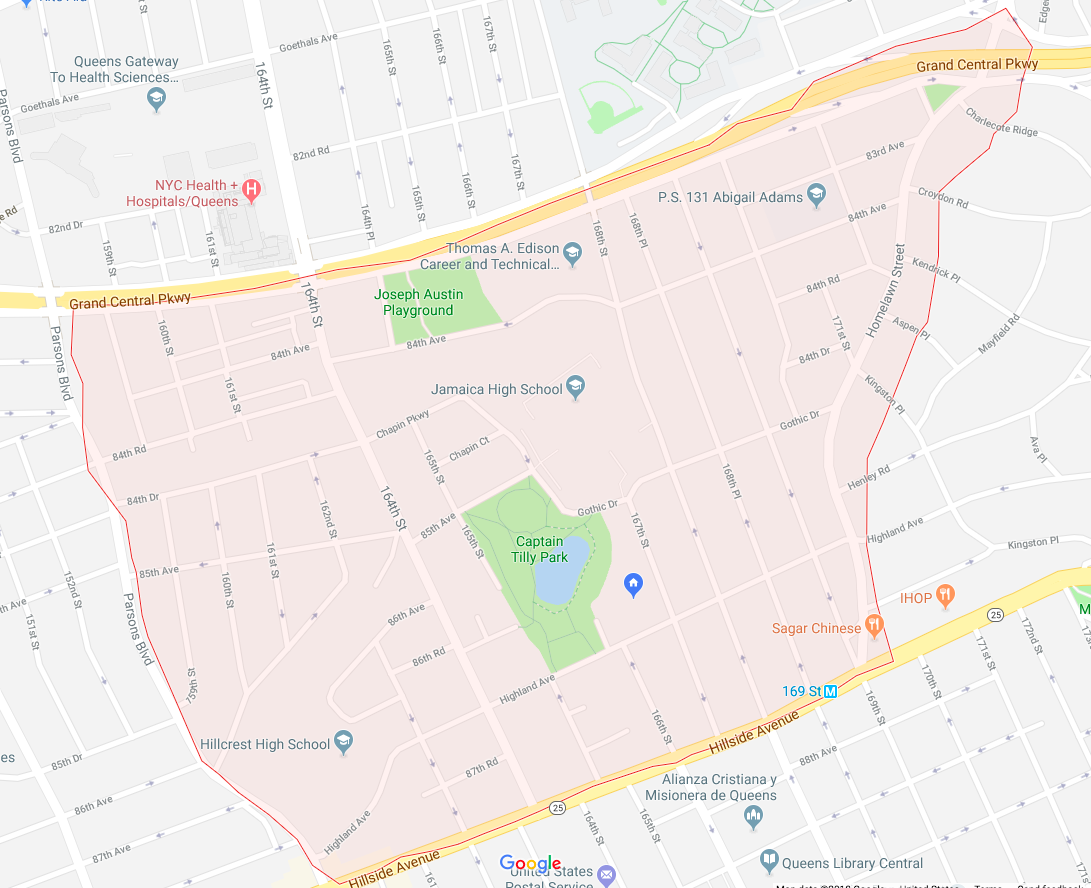 165th St
166th St
167th St
Edge
Goethals Ave
Queens Gateway
To Health Sciences...
164th St
Grand Central Pkwy
Goethals Ave
Parsons Blvd
Charlecote Ridge
82nd Rd
83rd Ave
165th St
166th St
167th St
NYC Health +
Hospitals/Queens
P.S. 131 Abigail Adams
Croydon Rd
84th Ave
82nd Dr
159th St
161st St
164th Pl
168th St
168th Pl
Thomas A. Edison
Career and Technical...
Kendrick Pl
84th Rd
Homelawn Street
Grand Central Pkwy
164th St
Joseph Austin
Playground
Aspen Pl
Mayfield Rd
171st St
Parsons Blvd
160th St
84th Ave
84th Ave
84th Dr
161st St
Jamaica High School
Kingston Pl
Chapin Pkwy
Gothic Dr
84th Rd
Chapin Ct
Ava Pl
165th St
168th Pl
Henley Rd
84th Dr
162nd St
164th St
Gothic Dr
85th Ave
167th St
Highland Ave
165th St
Captain
Tilly Park
Kingston Pl
161st St
85th Ave
152nd St
160th St
IHOP
151st St
Parsons Blvd
86th Ave
25
Sagar Chinese
172nd St
171st St
86th Rd
159th St
Highland Ave
169 St M
170th St
169th St
166th St
Hillside Avenue
Hillcrest High School
88th Ave
85th Dr
87th Rd
Alianza Cristiana y
Misionera de Queens
86th Ave
25
164th St
165th St
Highland Ave
87th Ave
Hillside Avenue
Google
Queens Library Central
United States
Postal Service